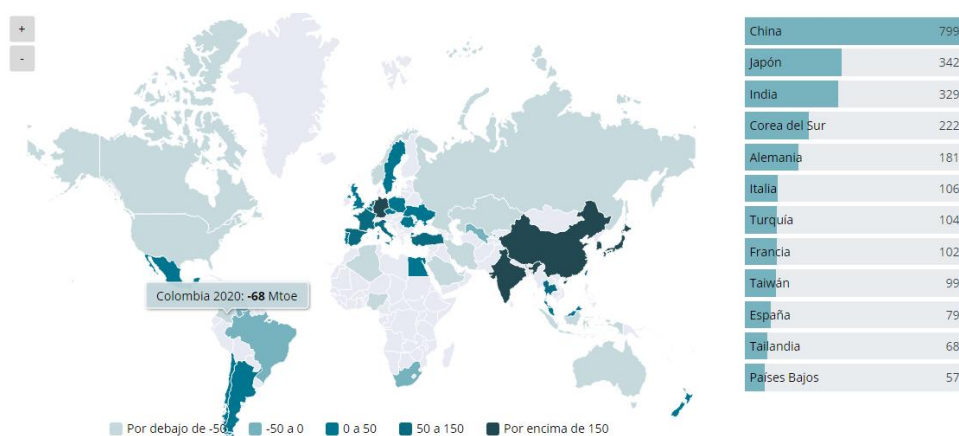 +
-
Colombia 2020: -68 Mtoe
Por debajo de -50
-50 a 0
0 a 50
50 a 150
Por encima de 150
China 799
Japón 342
India 329
Corea del Sur 222
Alemania 181
Italia 106
Turquía 104
Francia 102
Taiwán 99
España 79
Tailandia 68
Países Bajos 57